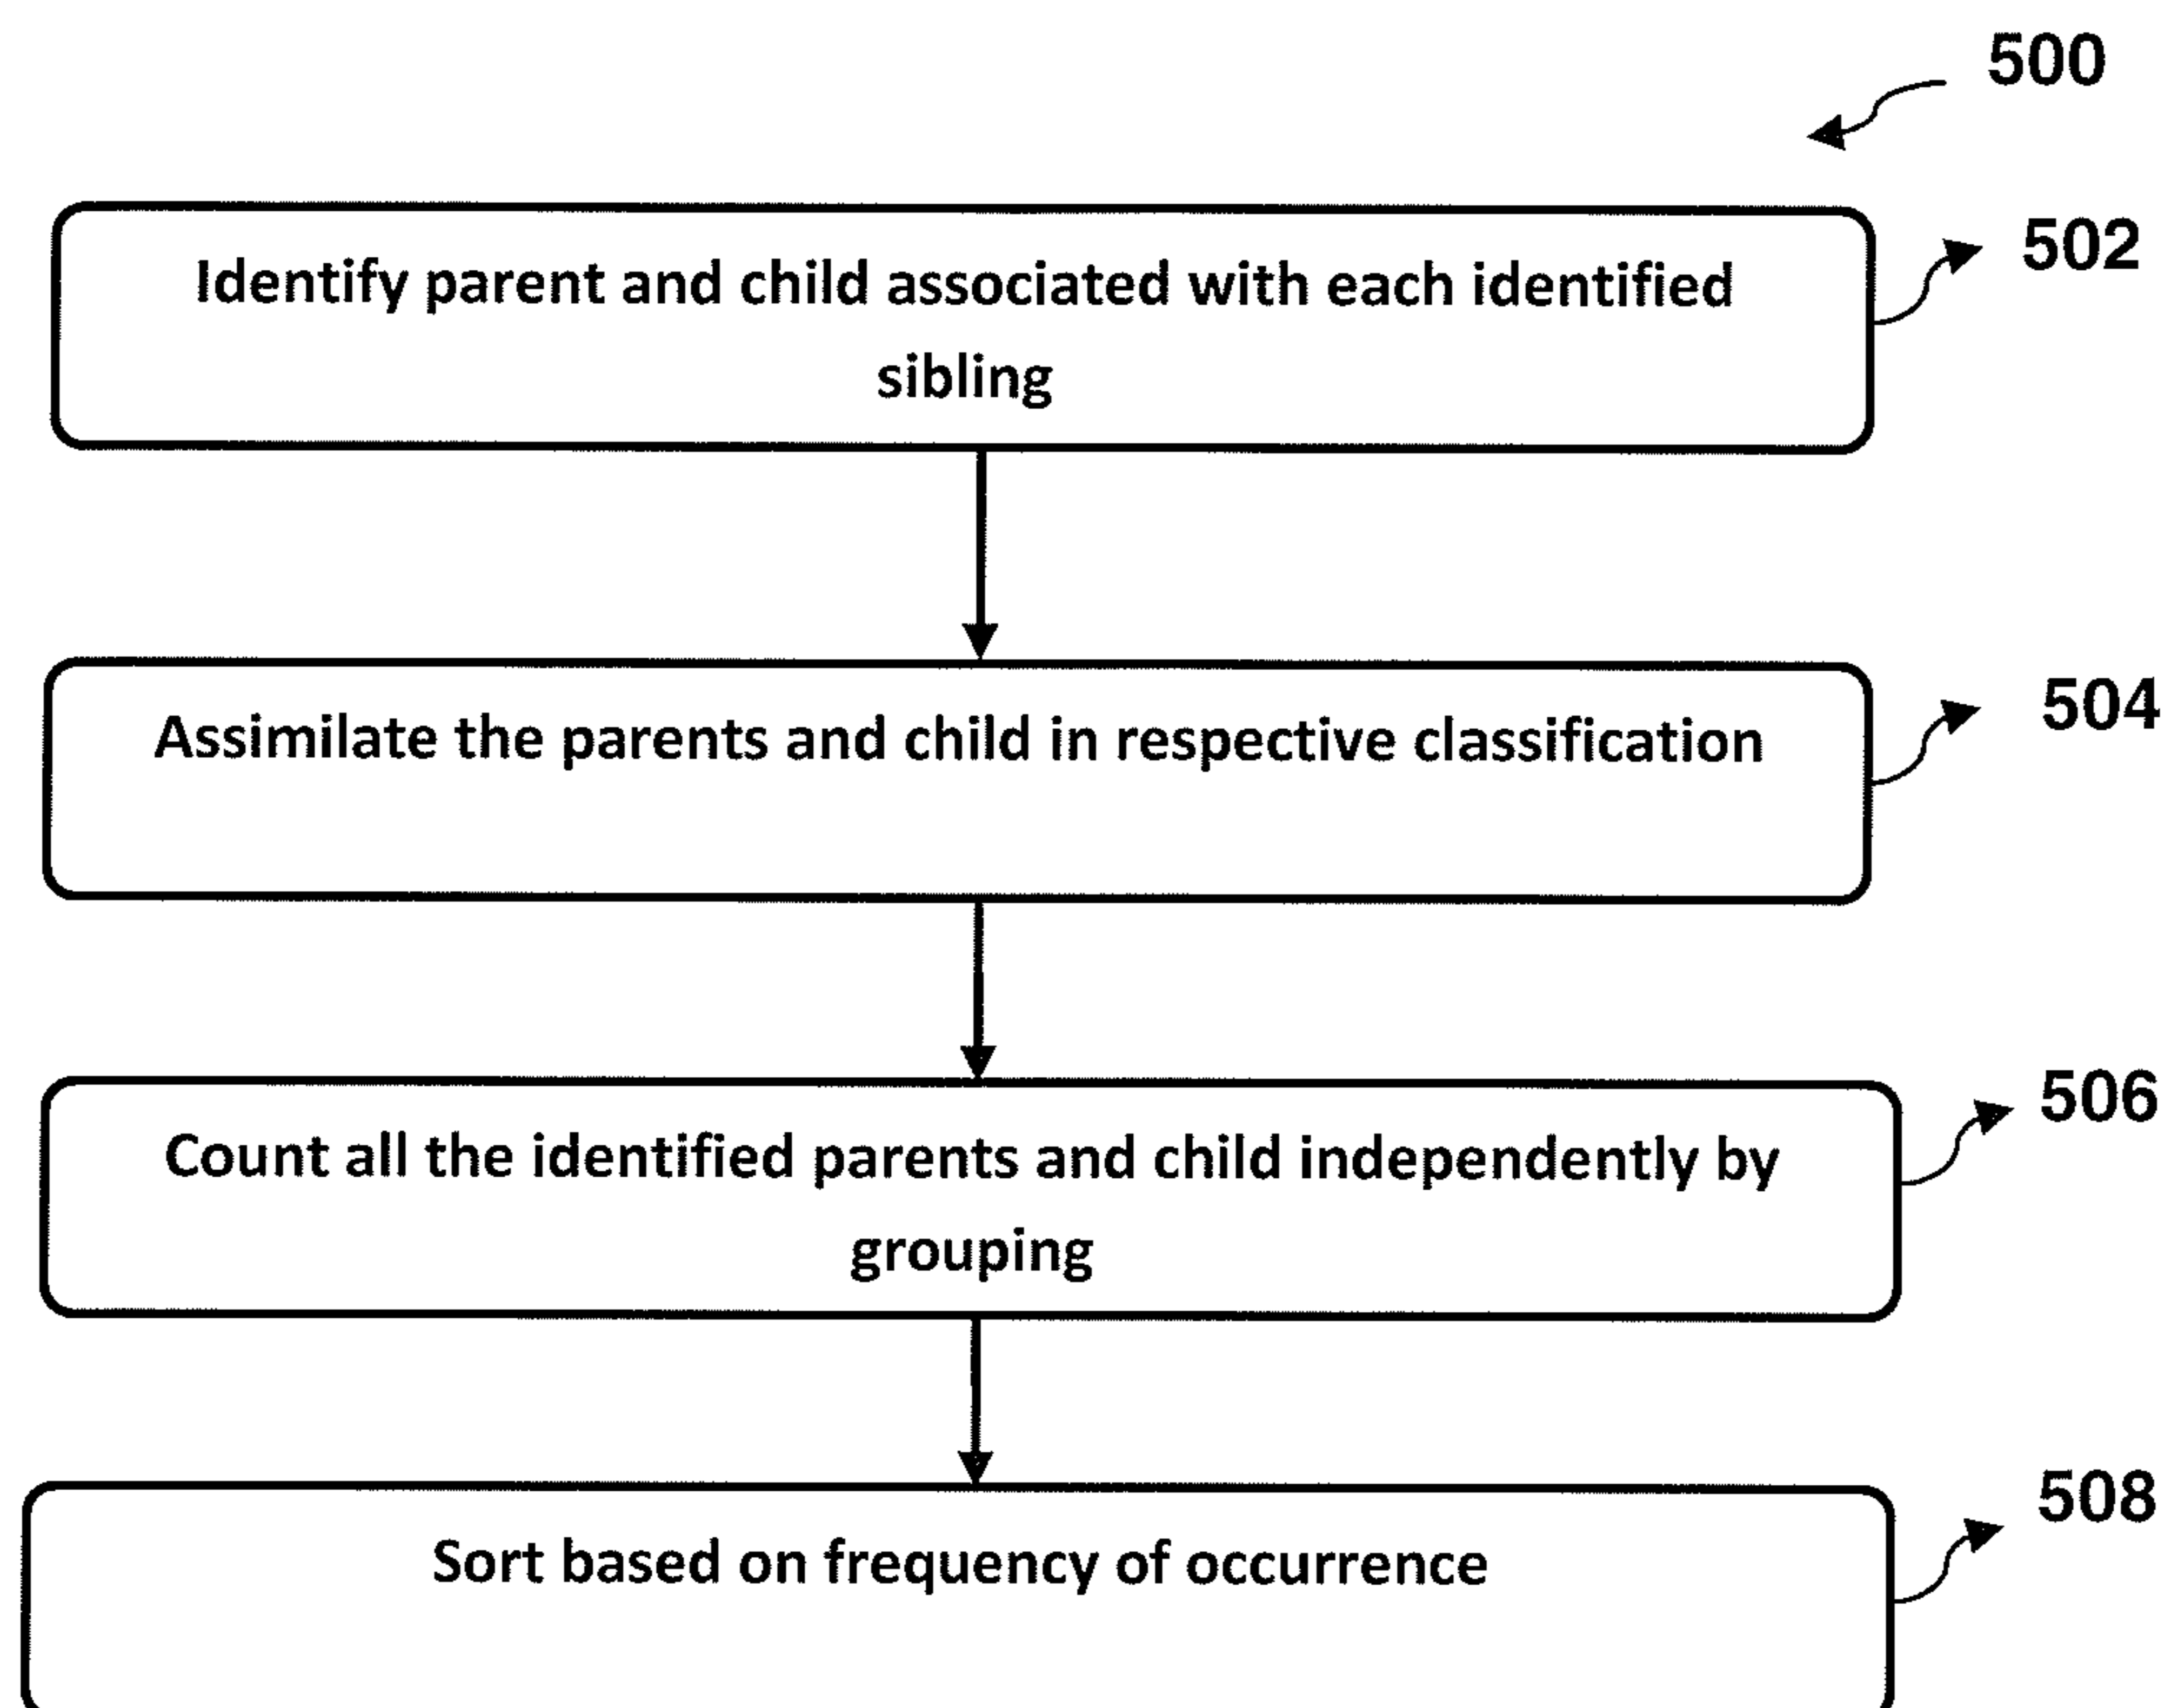 500
Identify parent and child associated with each identified
sibling
502
Assimilate the parents and child in respective classification
504
Count all the identified parents and child independently by
grouping
506
Sort based on frequency of occurrence
508